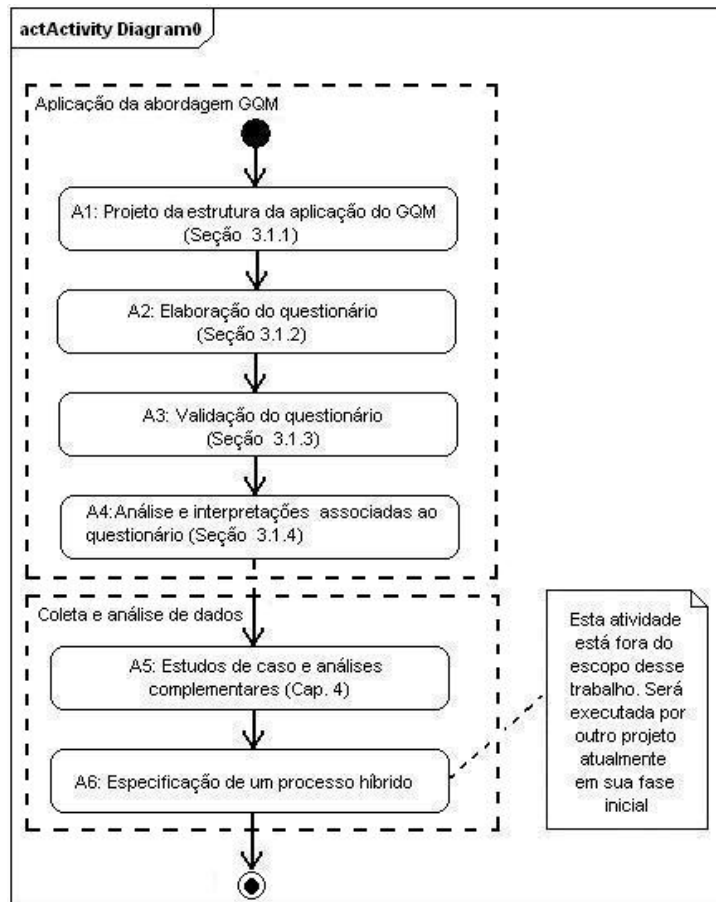 actActivity Diagram0
Aplicação da abordagem GQM
A1: Projeto da estrutura da aplicação do GQM
(Seção 3.1.1)
A2: Elaboração do questionário
(Seção 3.1.2)
A3: Validação do questionário
(Seção 3.1.3)
A4:Análise e interpretações associadas ao
questionário (Seção 3.1.4)
Coleta e análise de dados
A5: Estudos de caso e análises
complementares (Cap. 4)
A6: Especificação de um processo híbrido
Esta atividade
está fora do
escopo desse
trabalho. Será
executada por
outro projeto
atualmente
em sua fase
inicial